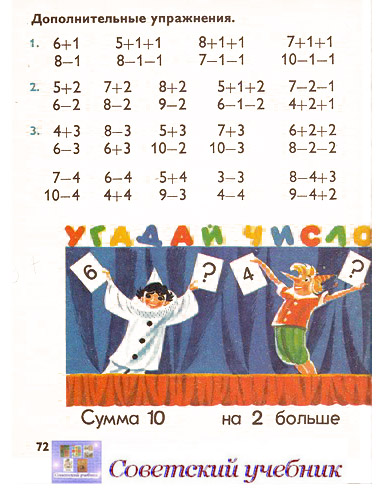 Дополнительные упражнения.
1. 6+1 5+1+1 8+1+1 7+1+1
8−1 8−1−1 7−1−1 10−1−1
2. 5+2 7+2 8+2 5+1+2 7−2−1
6−2 8−2 9−2 6−1−2 4+2+1
3. 4+3 8−3 5+3 7+3 6+2+2
6−3 6+3 10−2 10−3 8−2−2
7−4 6−4 5+4 3−3 8−4+3
10−4 4+4 9−3 4−4 9−4+2
УГАДАЙ ЧИСЛО
6 ? 4 ?
Сумма 10 на 2 больше
72
Советский учебник